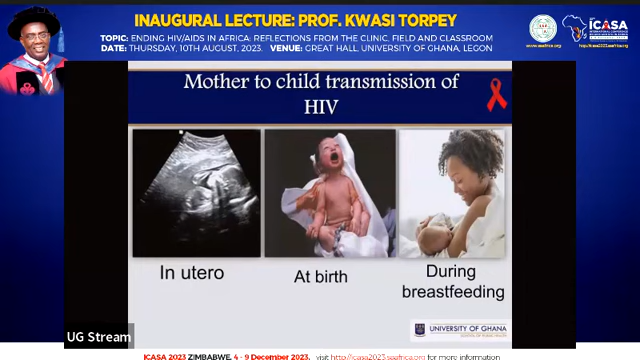 INAUGURAL LECTURE: PROF. KWASI TORPEY
TOPIC: ENDING HIV/AIDS IN AFRICA: REFLECTIONS FROM THE CLINIC, FIELD AND CLASSROOM
DATE: THURSDAY, 10TH AUGUST, 2023. VENUE: GREAT HALL, UNIVERSITY OF GHANA, LEGON
ICASA
Mother to child transmission of
HIV
In utero
At birth
During
breastfeeding
UNIVERSITY OF GHANA
UG Stream
ICASA 2023 ZIMBABWE, 4 - 9 December 2023, visit http://icasa2023.saafrica.org for more information